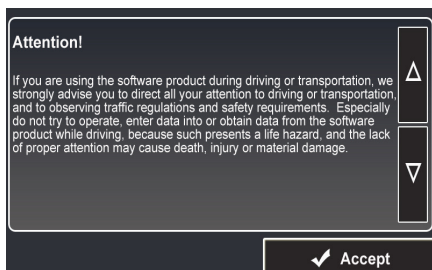 Attention!
If you are using the software product during driving or transportation, we
strongly advise you to direct all your attention to driving or transportation,
and to observing traffic regulations and safety requirements. Especially
do not try to operate, enter data into or obtain data from the software
product while driving, because such presents a life hazard, and the lack
of proper attention may cause death, injury or material damage.
Accept